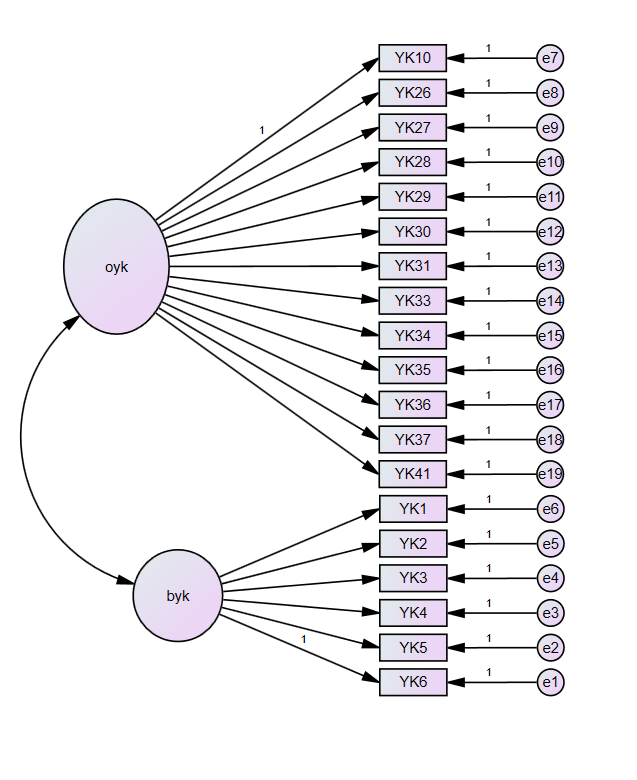 YK10 1 e7
YK26 1 e8
1 YK27 1 e9
YK28 1 e10
YK29 1 e11
YK30 1 e12
oyk YK31 1 e13
YK33 1 e14
YK34 1 e15
YK35 1 e16
YK36 1 e17
YK37 1 e18
YK41 1 e19
YK1 1 e6
YK2 1 e5
YK3 1 e4
byk YK4 1 e3
1 YK5 1 e2
YK6 1 e1